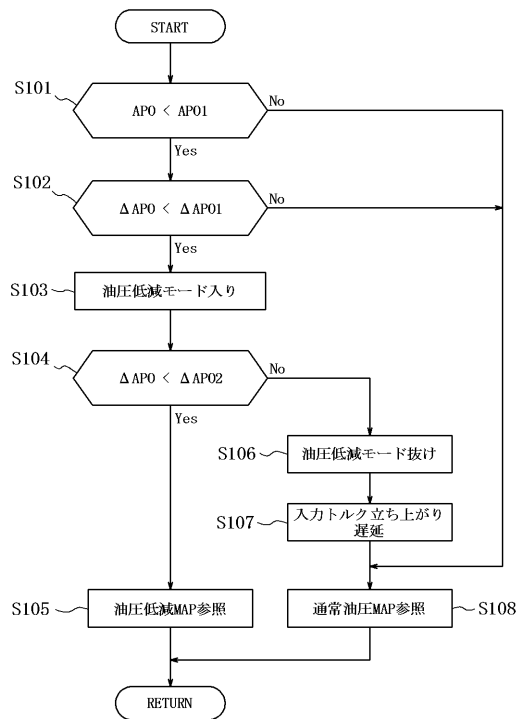 START
S101
APO < APO1
No
Yes
S102
ΔAPO < ΔAPO1
No
Yes
S103
油圧低減モード入り
S104
ΔAPO < ΔAPO2
No
Yes
S106
油圧低減モード抜け
S107
入力トルク立ち上がり
遅延
S105
油圧低減MAP参照
通常油圧MAP参照
S108
RETURN